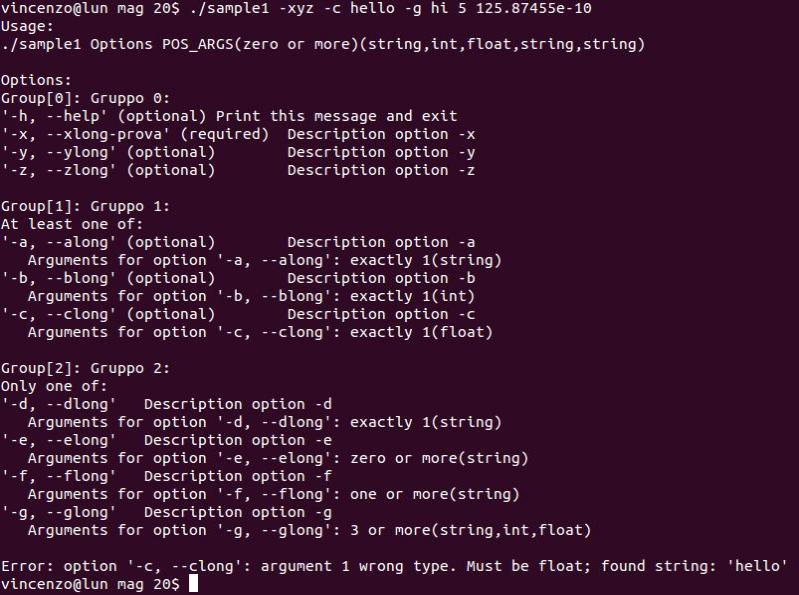 vincenzo@lun mag 20$ ./sample1 -xyz -c hello -g hi 5 125.87455e-10
Usage:
./sample1 Options POS_ARGS(zero or more)(string,int,float,string,string)

Options:
Group[0]: Gruppo 0:
'-h, --help' (optional) Print this message and exit
'-x, --xlong-prova' (required)  Description option -x
'-y, --ylong' (optional)        Description option -y
'-z, --zlong' (optional)        Description option -z

Group[1]: Gruppo 1:
At least one of:
'-a, --along' (optional)        Description option -a
   Arguments for option '-a, --along': exactly 1(string)
'-b, --blong' (optional)        Description option -b
   Arguments for option '-b, --blong': exactly 1(int)
'-c, --clong' (optional)        Description option -c
   Arguments for option '-c, --clong': exactly 1(float)

Group[2]: Gruppo 2:
Only one of:
'-d, --dlong'   Description option -d
   Arguments for option '-d, --dlong': exactly 1(string)
'-e, --elong'   Description option -e
   Arguments for option '-e, --elong': zero or more(string)
'-f, --flong'   Description option -f
   Arguments for option '-f, --flong': one or more(string)
'-g, --glong'   Description option -g
   Arguments for option '-g, --glong': 3 or more(string,int,float)

Error: option '-c, --clong': argument 1 wrong type. Must be float; found string: 'hello'
vincenzo@lun mag 20$